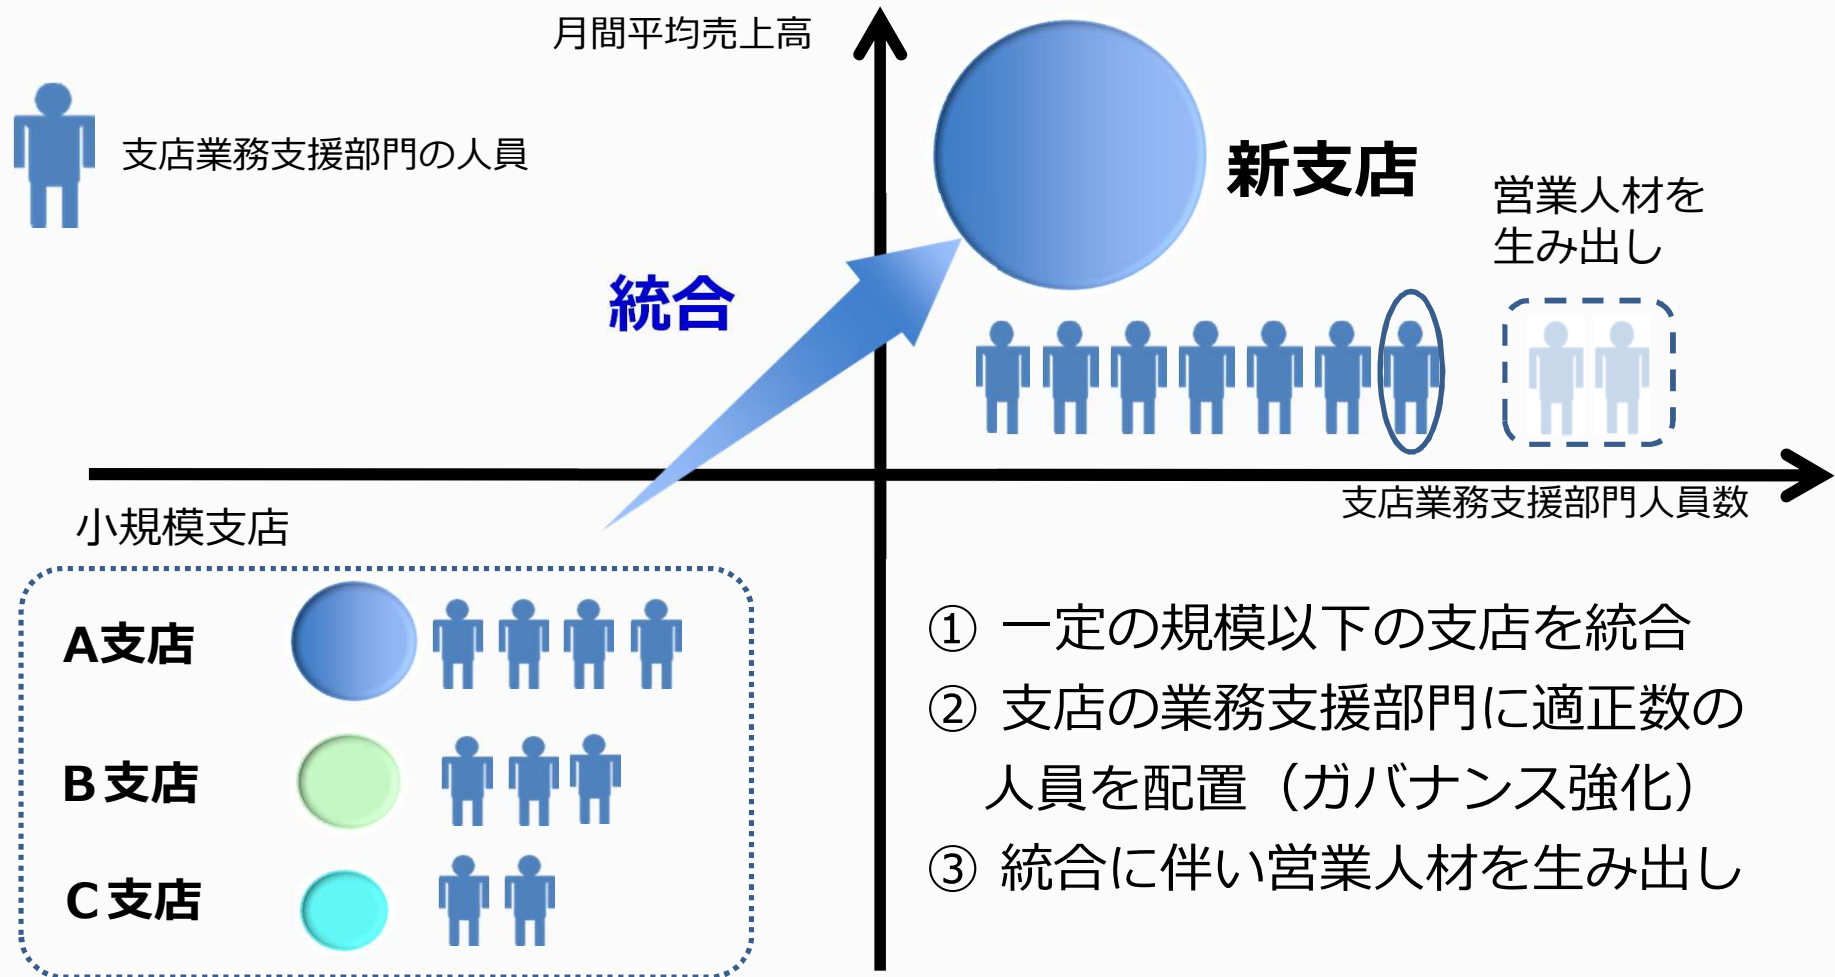 月間平均売上高
支店業務支援部門の人員
新支店
営業人材を
生み出し
統合
支店業務支援部門人員数
小規模支店
A支店
B支店
C支店
① 一定の規模以下の支店を統合
② 支店の業務支援部門に適正数の
人員を配置（ガバナンス強化）
③ 統合に伴い営業人材を生み出し